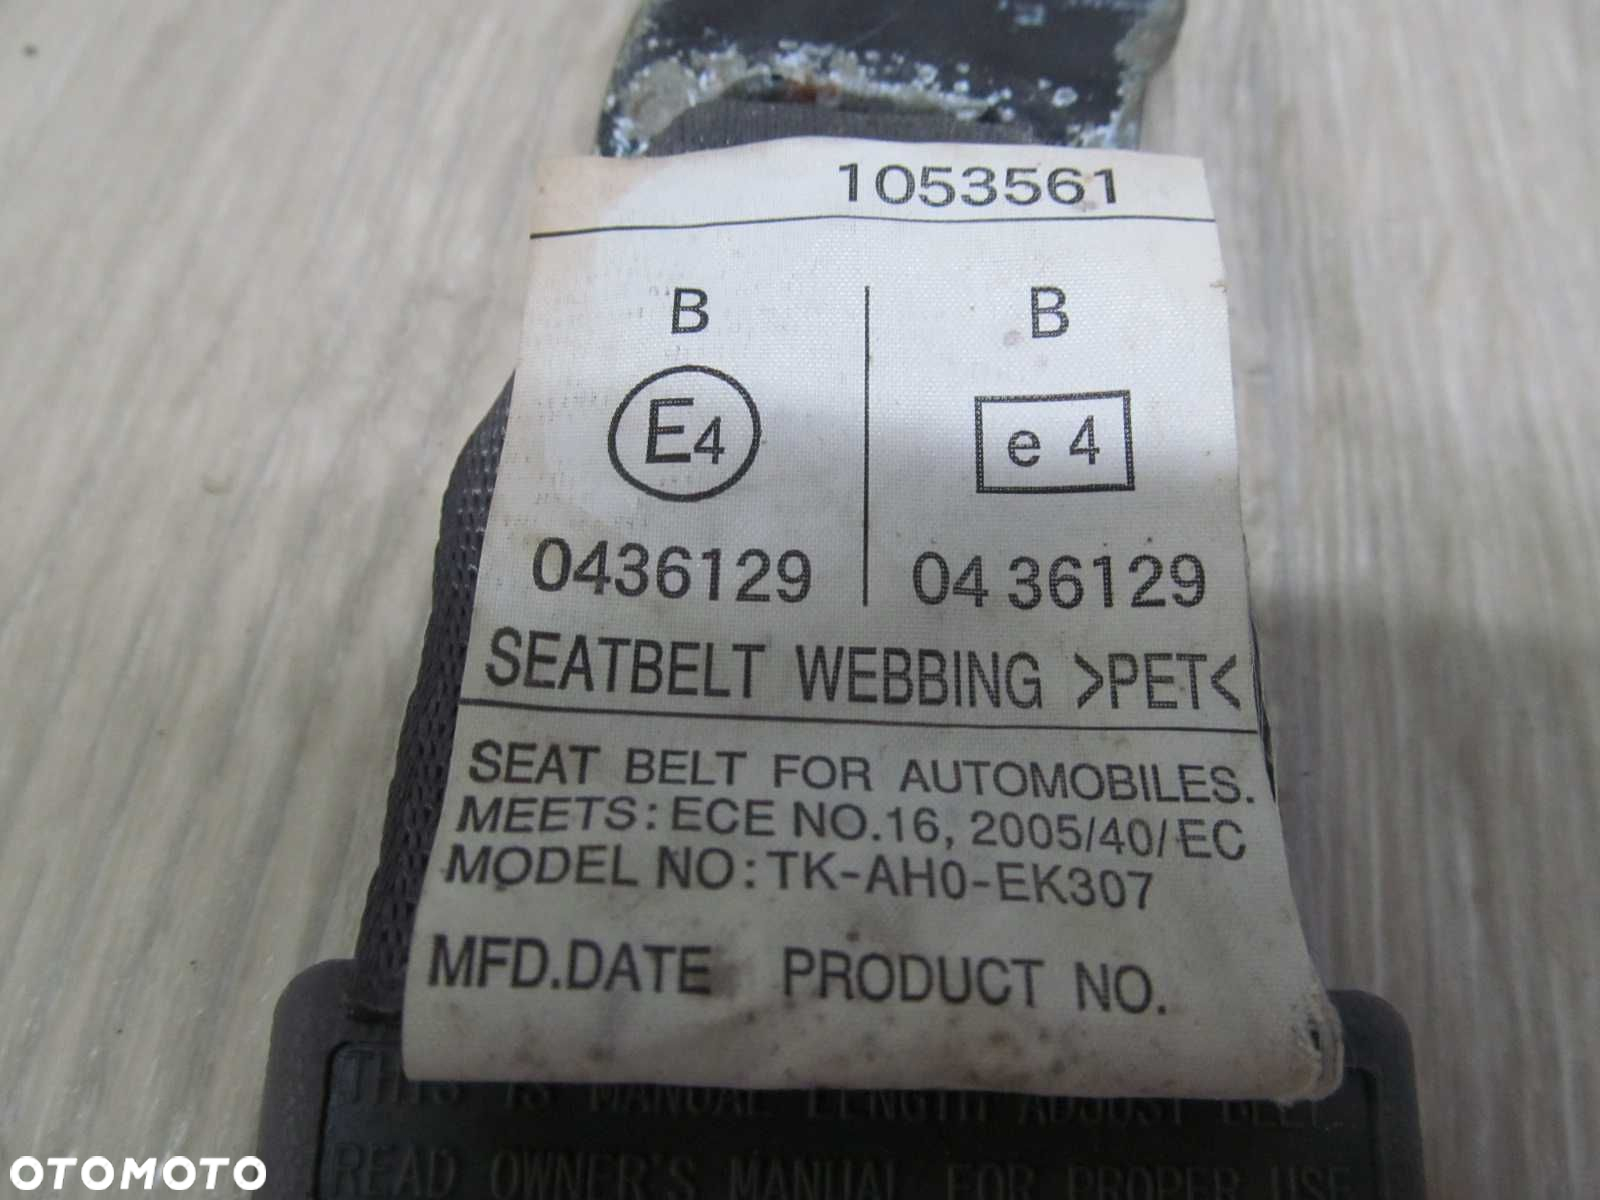 1053561
B B
E4 e 4
0436129 0436129
SEATBELT WEBBING >PET<
SEAT BELT FOR AUTOMOBILES.
MEETS: ECE NO.16, 2005/40/EC
MODEL NO: TK-AH0-EK307
MFD.DATE PRODUCT NO.
THIS IS MANUAL LENGTH ADJUST BELT.
READ OWNER'S MANUAL FOR PROPER USE
OTOMOTO